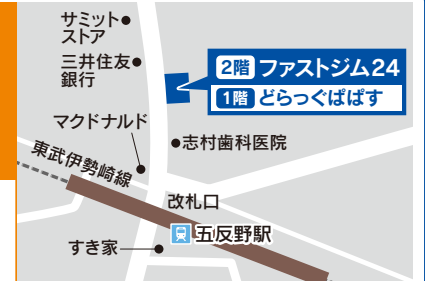 サミット
ストア
三井住友
銀行
2階 ファストジム24
1階 どらっぐぱぱす
マクドナルド
志村歯科医院
東武伊勢崎線
改札口
五反野駅
すき家